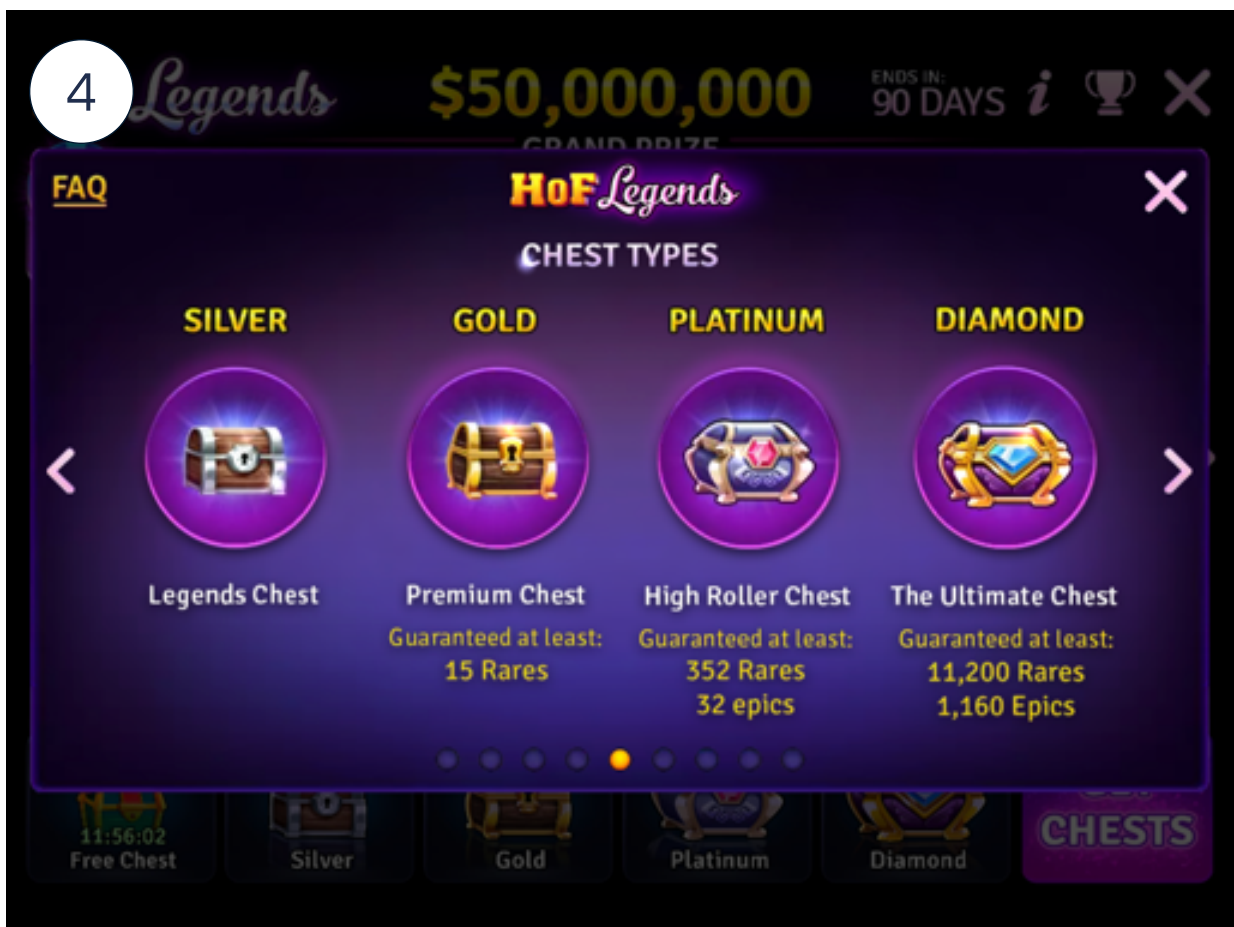 4
Legends
$50,000,000
ENDS IN:
90 DAYS i
GRAND PRIZE
FAQ
HOF Legends
CHEST TYPES
SILVER GOLD PLATINUM DIAMOND
Legends Chest Premium Chest High Roller Chest The Ultimate Chest
Guaranteed at least: Guaranteed at least: Guaranteed at least:
15 Rares 352 Rares 11,200 Rares
32 epics 1,160 Epics
11:56:02
Free Chest Silver Gold Platinum Diamond
CHESTS